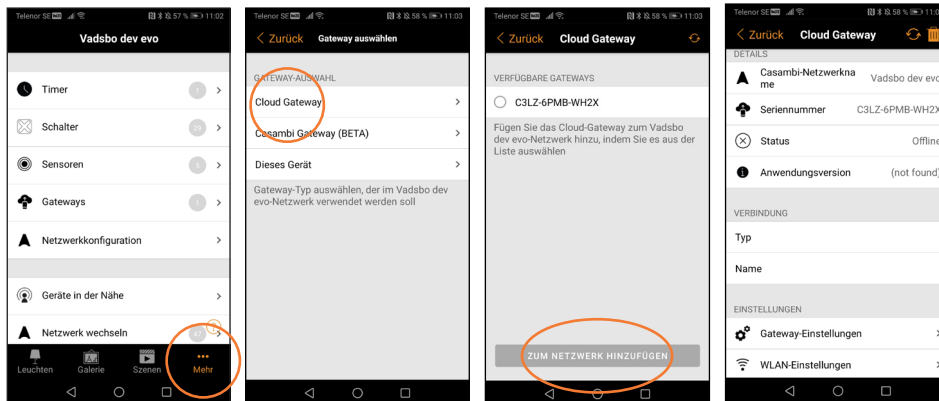 Telenor SE 57 % 11:02
Vadsbo dev evo
Timer 1
Schalter 29
Sensoren 5
Gateways 1
Netzwerkkonfiguration
Geräte in der Nähe
Netzwerk wechseln
Leuchten Galerie Szenen Mehr
Telenor SE 58 % 11:03
Zurück Gateway auswählen
GATEWAY-AUSWAHL
Cloud Gateway
Casambi Gateway (BETA)
Dieses Gerät
Gateway-Typ auswählen, der im Vadsbo dev
evo-Netzwerk verwendet werden soll
Telenor SE 58 % 11:03
Zurück Cloud Gateway
VERFÜGBARE GATEWAYS
C3LZ-6PMB-WH2X
Fügen Sie das Cloud-Gateway zum Vadsbo
dev evo-Netzwerk hinzu, indem Sie es aus der
Liste auswählen
ZUM NETZWERK HINZUFÜGEN
Telenor SE 58 %
Zurück Cloud Gateway
DETAILS
Casambi-Netzwerkna
me Vadsbo dev evo
Seriennummer C3LZ-6PMB-WH2X
Status Offline
Anwendungsversion (not found)
VERBINDUNG
Typ
Name
EINSTELLUNGEN
Gateway-Einstellungen
WLAN-Einstellungen